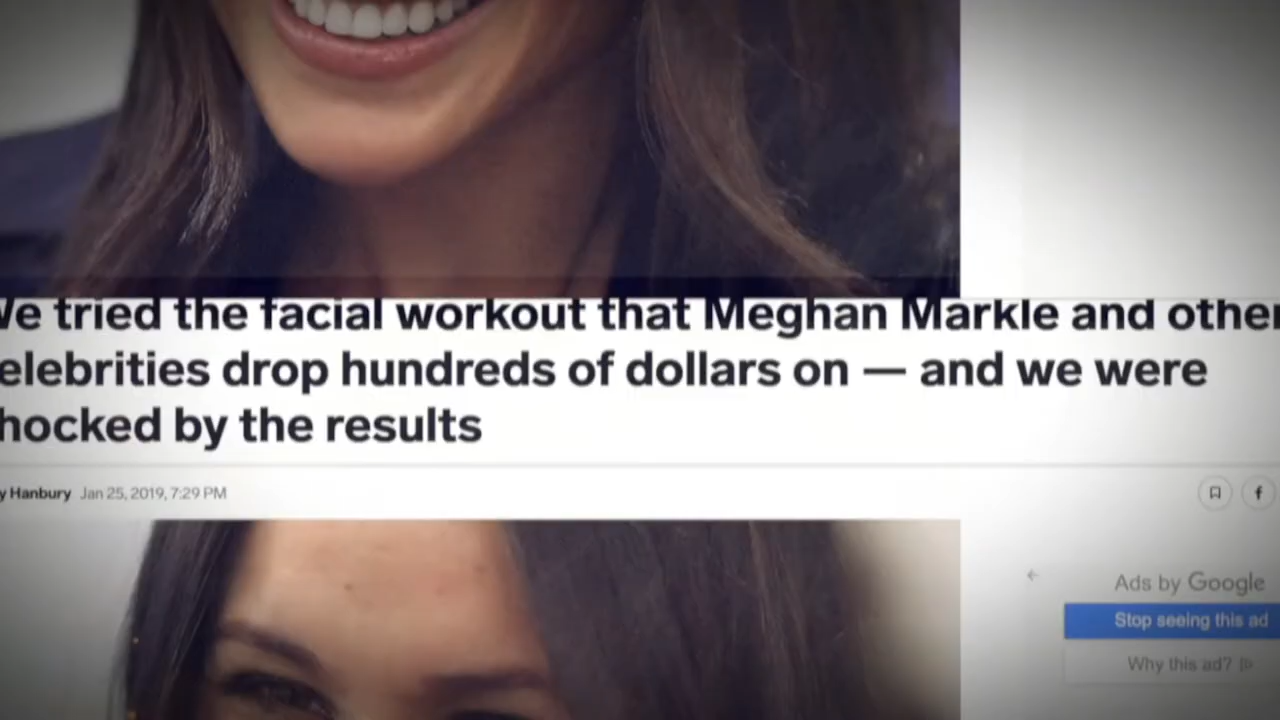 We tried the facial workout that Meghan Markle and other
elebrities drop hundreds of dollars on — and we were
hocked by the results
y Hanbury Jan 25, 2019, 7:29 PM
Ads by Google
Stop seeing this ad
Why this ad?